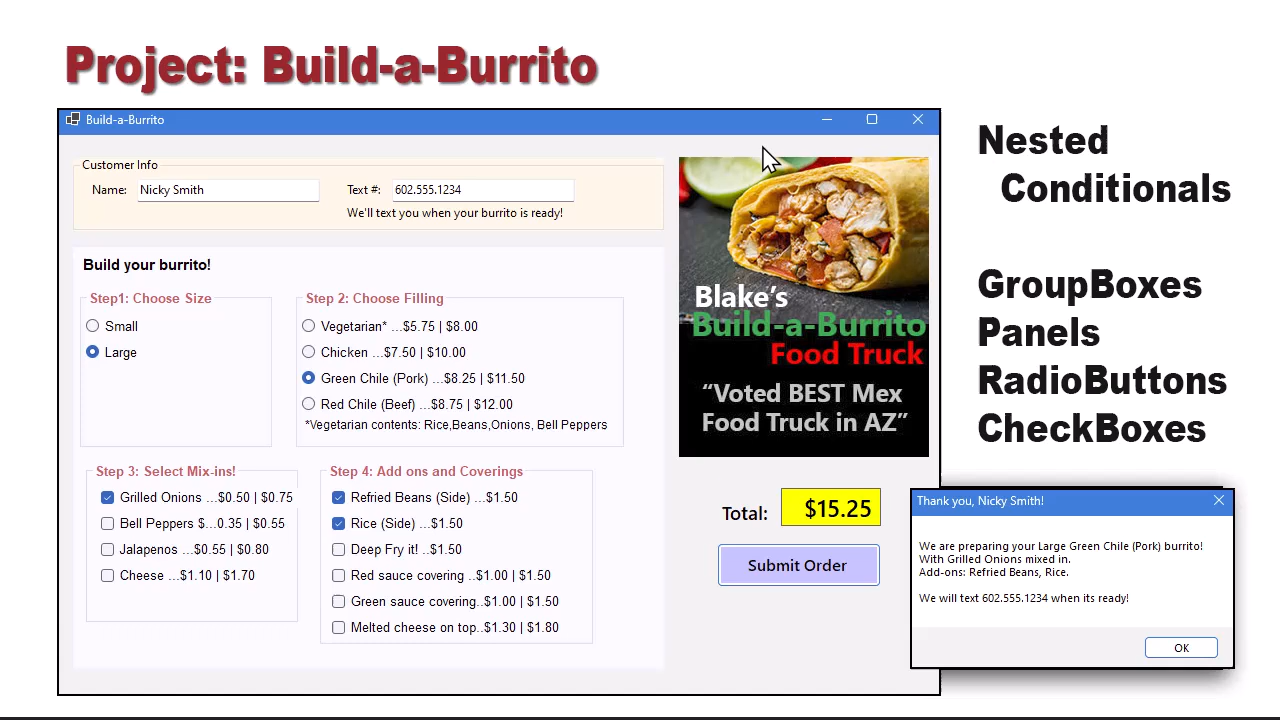 Project: Build-a-Burrito
Build-a-Burrito
Customer Info
Name: Nicky Smith Text #: 602.555.1234
We'll text you when your burrito is ready!
Build your burrito!
Step1: Choose Size
Small
Large
Step 2: Choose Filling
Vegetarian* ...$5.75 | $8.00
Chicken ...$7.50 | $10.00
Green Chile (Pork) ...$8.25 | $11.50
Red Chile (Beef) ...$8.75 | $12.00
*Vegetarian contents: Rice,Beans,Onions, Bell Peppers
Step 3: Select Mix-ins!
Grilled Onions ...$0.50 | $0.75
Bell Peppers $...0.35 | $0.55
Jalapenos ...$0.55 | $0.80
Cheese ...$1.10 | $1.70
Step 4: Add ons and Coverings
Refried Beans (Side) ...$1.50
Rice (Side) ...$1.50
Deep Fry it! ..$1.50
Red sauce covering ..$1.00 | $1.50
Green sauce covering..$1.00 | $1.50
Melted cheese on top..$1.30 | $1.80
Blake's
Build-a-Burrito
Food Truck
“Voted BEST Mex
Food Truck in AZ”
Total: $15.25
Submit Order
Nested
Conditionals
GroupBoxes
Panels
RadioButtons
CheckBoxes
Thank you, Nicky Smith!
We are preparing your Large Green Chile (Pork) burrito!
With Grilled Onions mixed in.
Add-ons: Refried Beans, Rice.
We will text 602.555.1234 when its ready!
OK